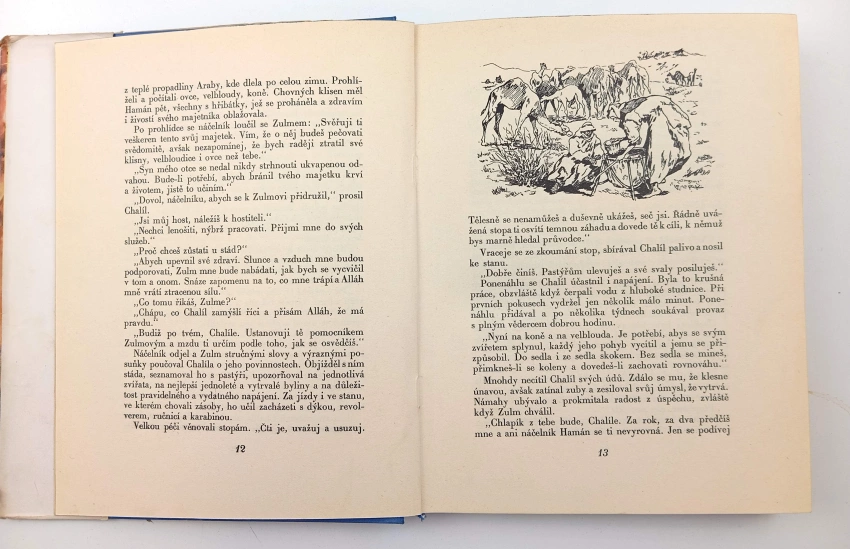 z teplé propadliny Araby, kde dlela po celou zimu. Prohlí-
želi a počítali ovce, velbloudy, koně. Chovných klisen měl
Hamán pět, všechny s hříbátky, jež se proháněla a zdravím
i živostí svého majetníka oblažovala.
Po prohlídce se náčelník loučil se Zulmem: „Svěřuji ti
veškeren tento svůj majetek. Vím, že o něj budeš pečovati
svědomitě, avšak nezapomínej, že bych raději ztratil své
klisny, velbloudice i ovce než tebe.“
„Syn mého otce se nedal nikdy strhnouti ukvapenou od-
vahou. Bude-li potřebí, abych bránil tvého majetku krví
a životem, jistě to učiním.“
„Dovol, náčelníku, abych se k Zulmovi přidružil,“ prosil
Chalíl.
„Jsi můj host, náležíš k hostiteli.“
„Nechci lenošiti, nýbrž pracovati. Přijmi mne do svých
služeb.“
„Proč chceš zůstati u stád?“
„Abych upevnil své zdraví. Slunce a vzduch mne budou
podporovati, Zulm mne bude nabádati, jak bych se vycvičil
v tom a onom. Snáze zapomenu na to, co mne trápí a Alláh
mne vrátí ztracenou sílu.“
„Co tomu říkáš, Zulme?“
„Chápu, co Chalíl zamýšlí říci a přisám Alláh, že má
pravdu.“
„Budiž po tvém, Chalíle. Ustanovuji tě pomocníkem
Zulmovým a mzdu ti určím podle toho, jak se osvědčíš.“
Náčelník odjel a Zulm stručnými slovy a výraznými po-
suňky poučoval Chalíla o jeho povinnostech. Objížděl s ním
stáda, seznamoval ho s pastýři, upozorňoval na jednotlivá
zvířata, na nejlepší jednoleté a vytrvalé byliny a na důleži-
tost pravidelného a vydatného napájení. Za jízdy i ve stanu,
ve kterém chovali zásoby, ho učil zacházeti s dýkou, revol-
verem, ručnicí a karabinou.
Velkou péči věnovali stopám. „Čti je, uvažuj a usuzuj.
12
Tělesně se nenamůžeš a duševně ukážeš, seč jsi. Řádně uvá-
žená stopa ti osvítí temnou záhadu a dovede tě k cíli, k němuž
bys marně hledal průvodce.“
Vraceje se ze zkoumání stop, sbírával Chalíl palivo a nosil
ke stanu.
„Dobře činíš. Pastýřům ulevuješ a své svaly posiluješ.“
Ponenáhlu se Chalíl účastnil i napájení. Byla to krušná
práce, obzvláště když čerpali vodu z hluboké studnice. Při
prvních pokusech vydržel jen několik málo minut. Pone-
náhlu přidával a po několika týdnech soukával provaz
s plným vědercem dobrou hodinu.
„Nyní na koně a na velblouda. Je potřebí, abys se svým
zvířetem splynul, každý jeho pohyb vycítil a jemu se při-
způsobil. Do sedla i ze sedla skokem. Bez sedla se mineš,
přimkneš-li se koleny a dovedeš-li zachovati rovnováhu.“
Mnohdy necítil Chalíl svých údů. Zdálo se mu, že klesne
únavou, avšak zatínal zuby a zesiloval svůj úmysl, že vytrvá.
Námahy ubývalo a prokmitala radost z úspěchu, zvláště
když Zulm chválil.
„Chlapík z tebe bude, Chalíle. Za rok, za dva předčíš
mne a ani náčelník Hamán se ti nevyrovná. Jen se podívej
13